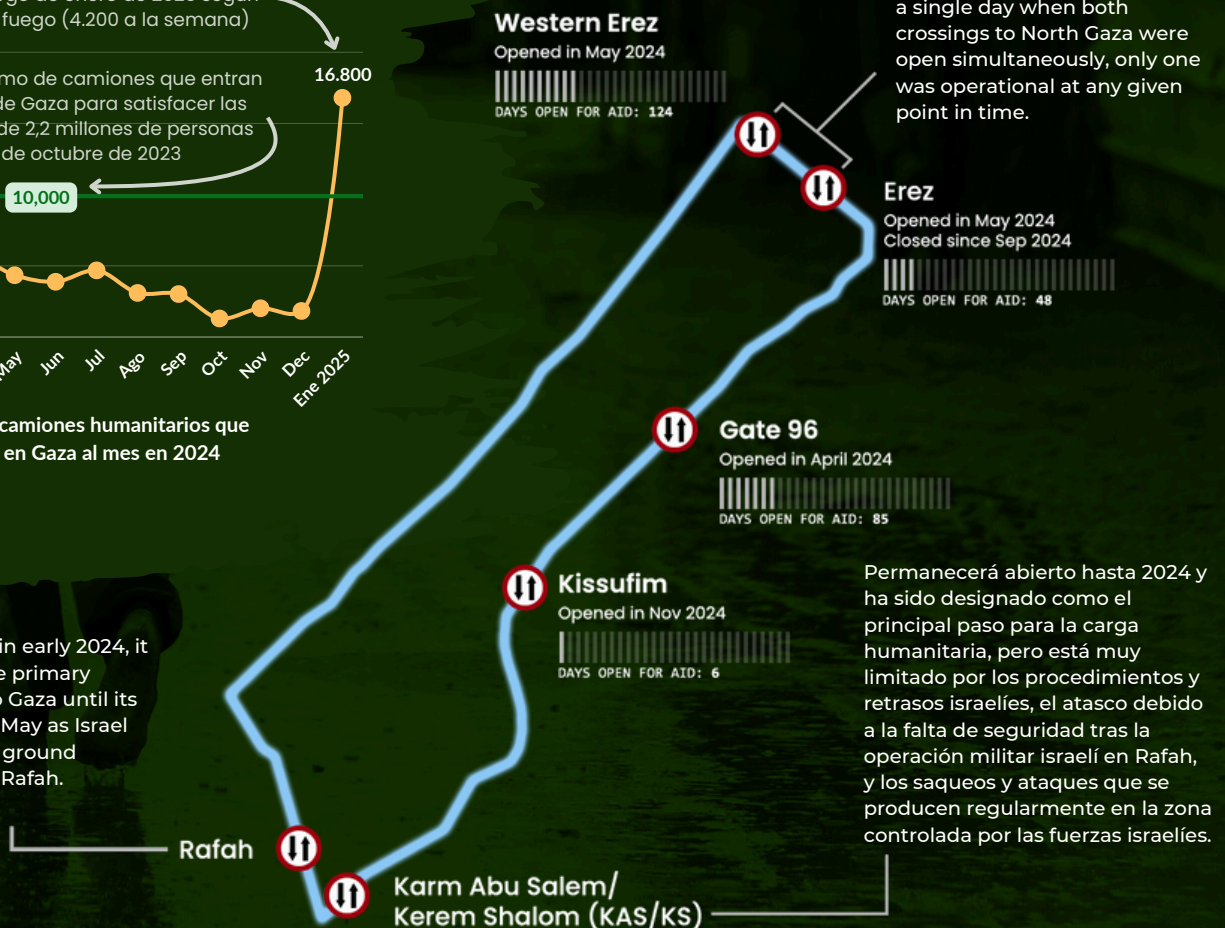 fuego (4.200 a la semana)
16.800
mo de camiones que entran
de Gaza para satisfacer las
de 2,2 millones de personas
de octubre de 2023
10,000
May
Jun
Jul
Ago
Sep
Oct
Nov
Dec
Ene 2025
camiones humanitarios que
en Gaza al mes en 2024
Western Erez
Opened in May 2024
DAYS OPEN FOR AID: 124
a single day when both
crossings to North Gaza were
open simultaneously, only one
was operational at any given
point in time.
Erez
Opened in May 2024
Closed since Sep 2024
DAYS OPEN FOR AID: 48
Gate 96
Opened in April 2024
DAYS OPEN FOR AID: 85
Kissufim
Opened in Nov 2024
DAYS OPEN FOR AID: 6
Permanecerá abierto hasta 2024 y
ha sido designado como el
principal paso para la carga
humanitaria, pero está muy
limitado por los procedimientos y
retrasos israelíes, el atasco debido
a la falta de seguridad tras la
operación militar israelí en Rafah,
y los saqueos y ataques que se
producen regularmente en la zona
controlada por las fuerzas israelíes.
in early 2024, it
e primary
o Gaza until its
May as Israel
ground
Rafah.
Rafah
Karm Abu Salem/
Kerem Shalom (KAS/KS)